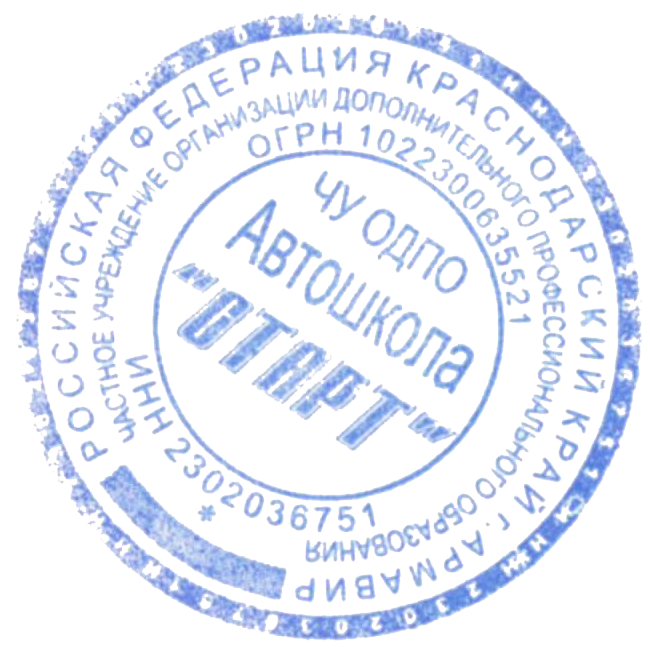 РОССИЙСКАЯ ФЕДЕРАЦИЯ КРАСНОДАРСКИЙ КРАЙ г. АРМАВИР
ЧАСТНОЕ УЧРЕЖДЕНИЕ ОРГАНИЗАЦИИ ДОПОЛНИТЕЛЬНОГО ПРОФЕССИОНАЛЬНОГО ОБРАЗОВАНИЯ
ОГРН 1022300635521
* ИНН 2302036751
ЧУ ОДПО
АВТОШКОЛА
"СТАРТ"